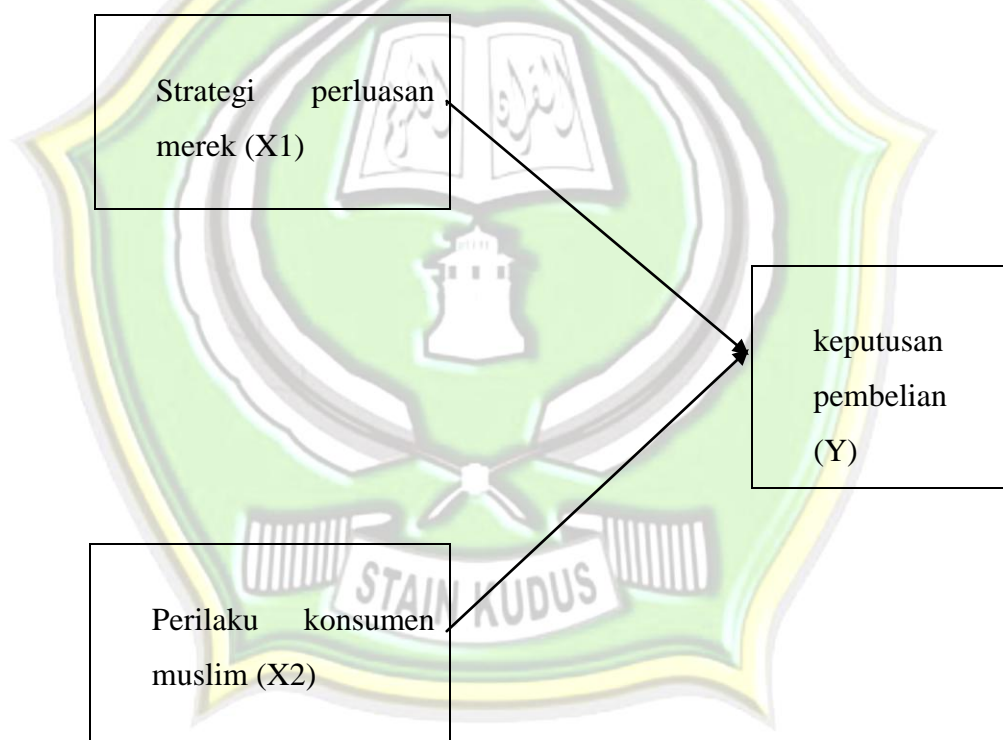 Strategi perluasan
merek (X1)
keputusan
pembelian
(Y)
STAIN KUDUS
Perilaku konsumen
muslim (X2)